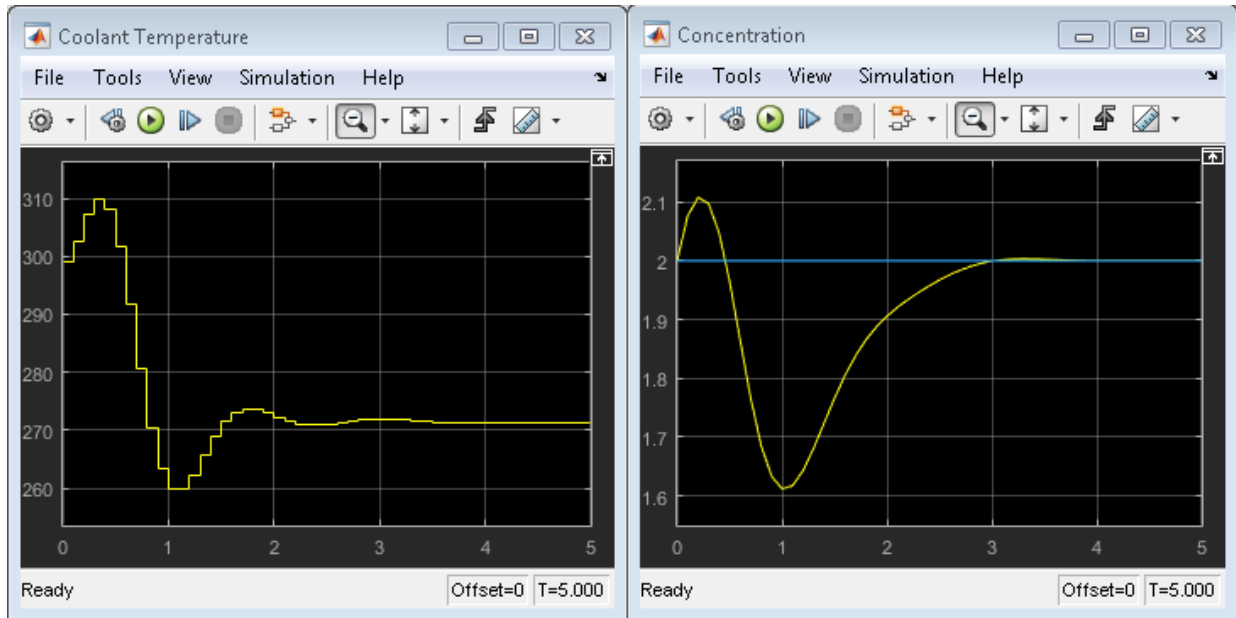 Coolant Temperature
File Tools View Simulation Help
310
300
290
280
270
260
0 1 2 3 4 5
Ready Offset=0 T=5.000
Concentration
File Tools View Simulation Help
2.1
2
1.9
1.8
1.7
1.6
0 1 2 3 4 5
Ready Offset=0 T=5.000